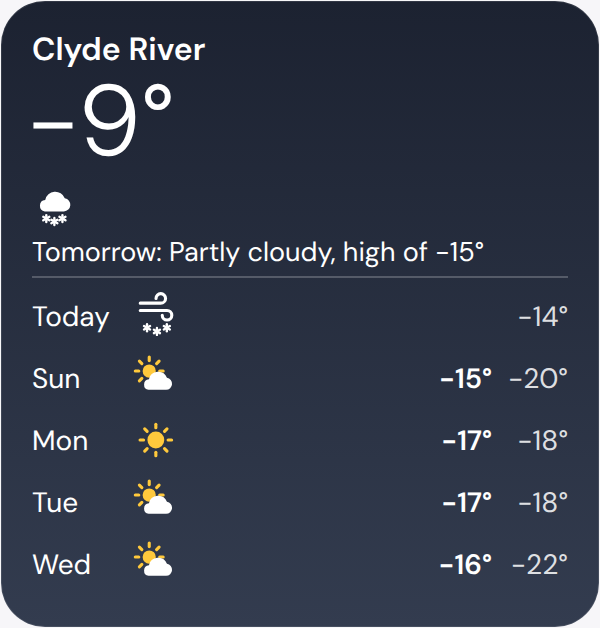 Clyde River
-9°
Tomorrow: Partly cloudy, high of -15°
Today -14°
Sun -15° -20°
Mon -17° -18°
Tue -17° -18°
Wed -16° -22°